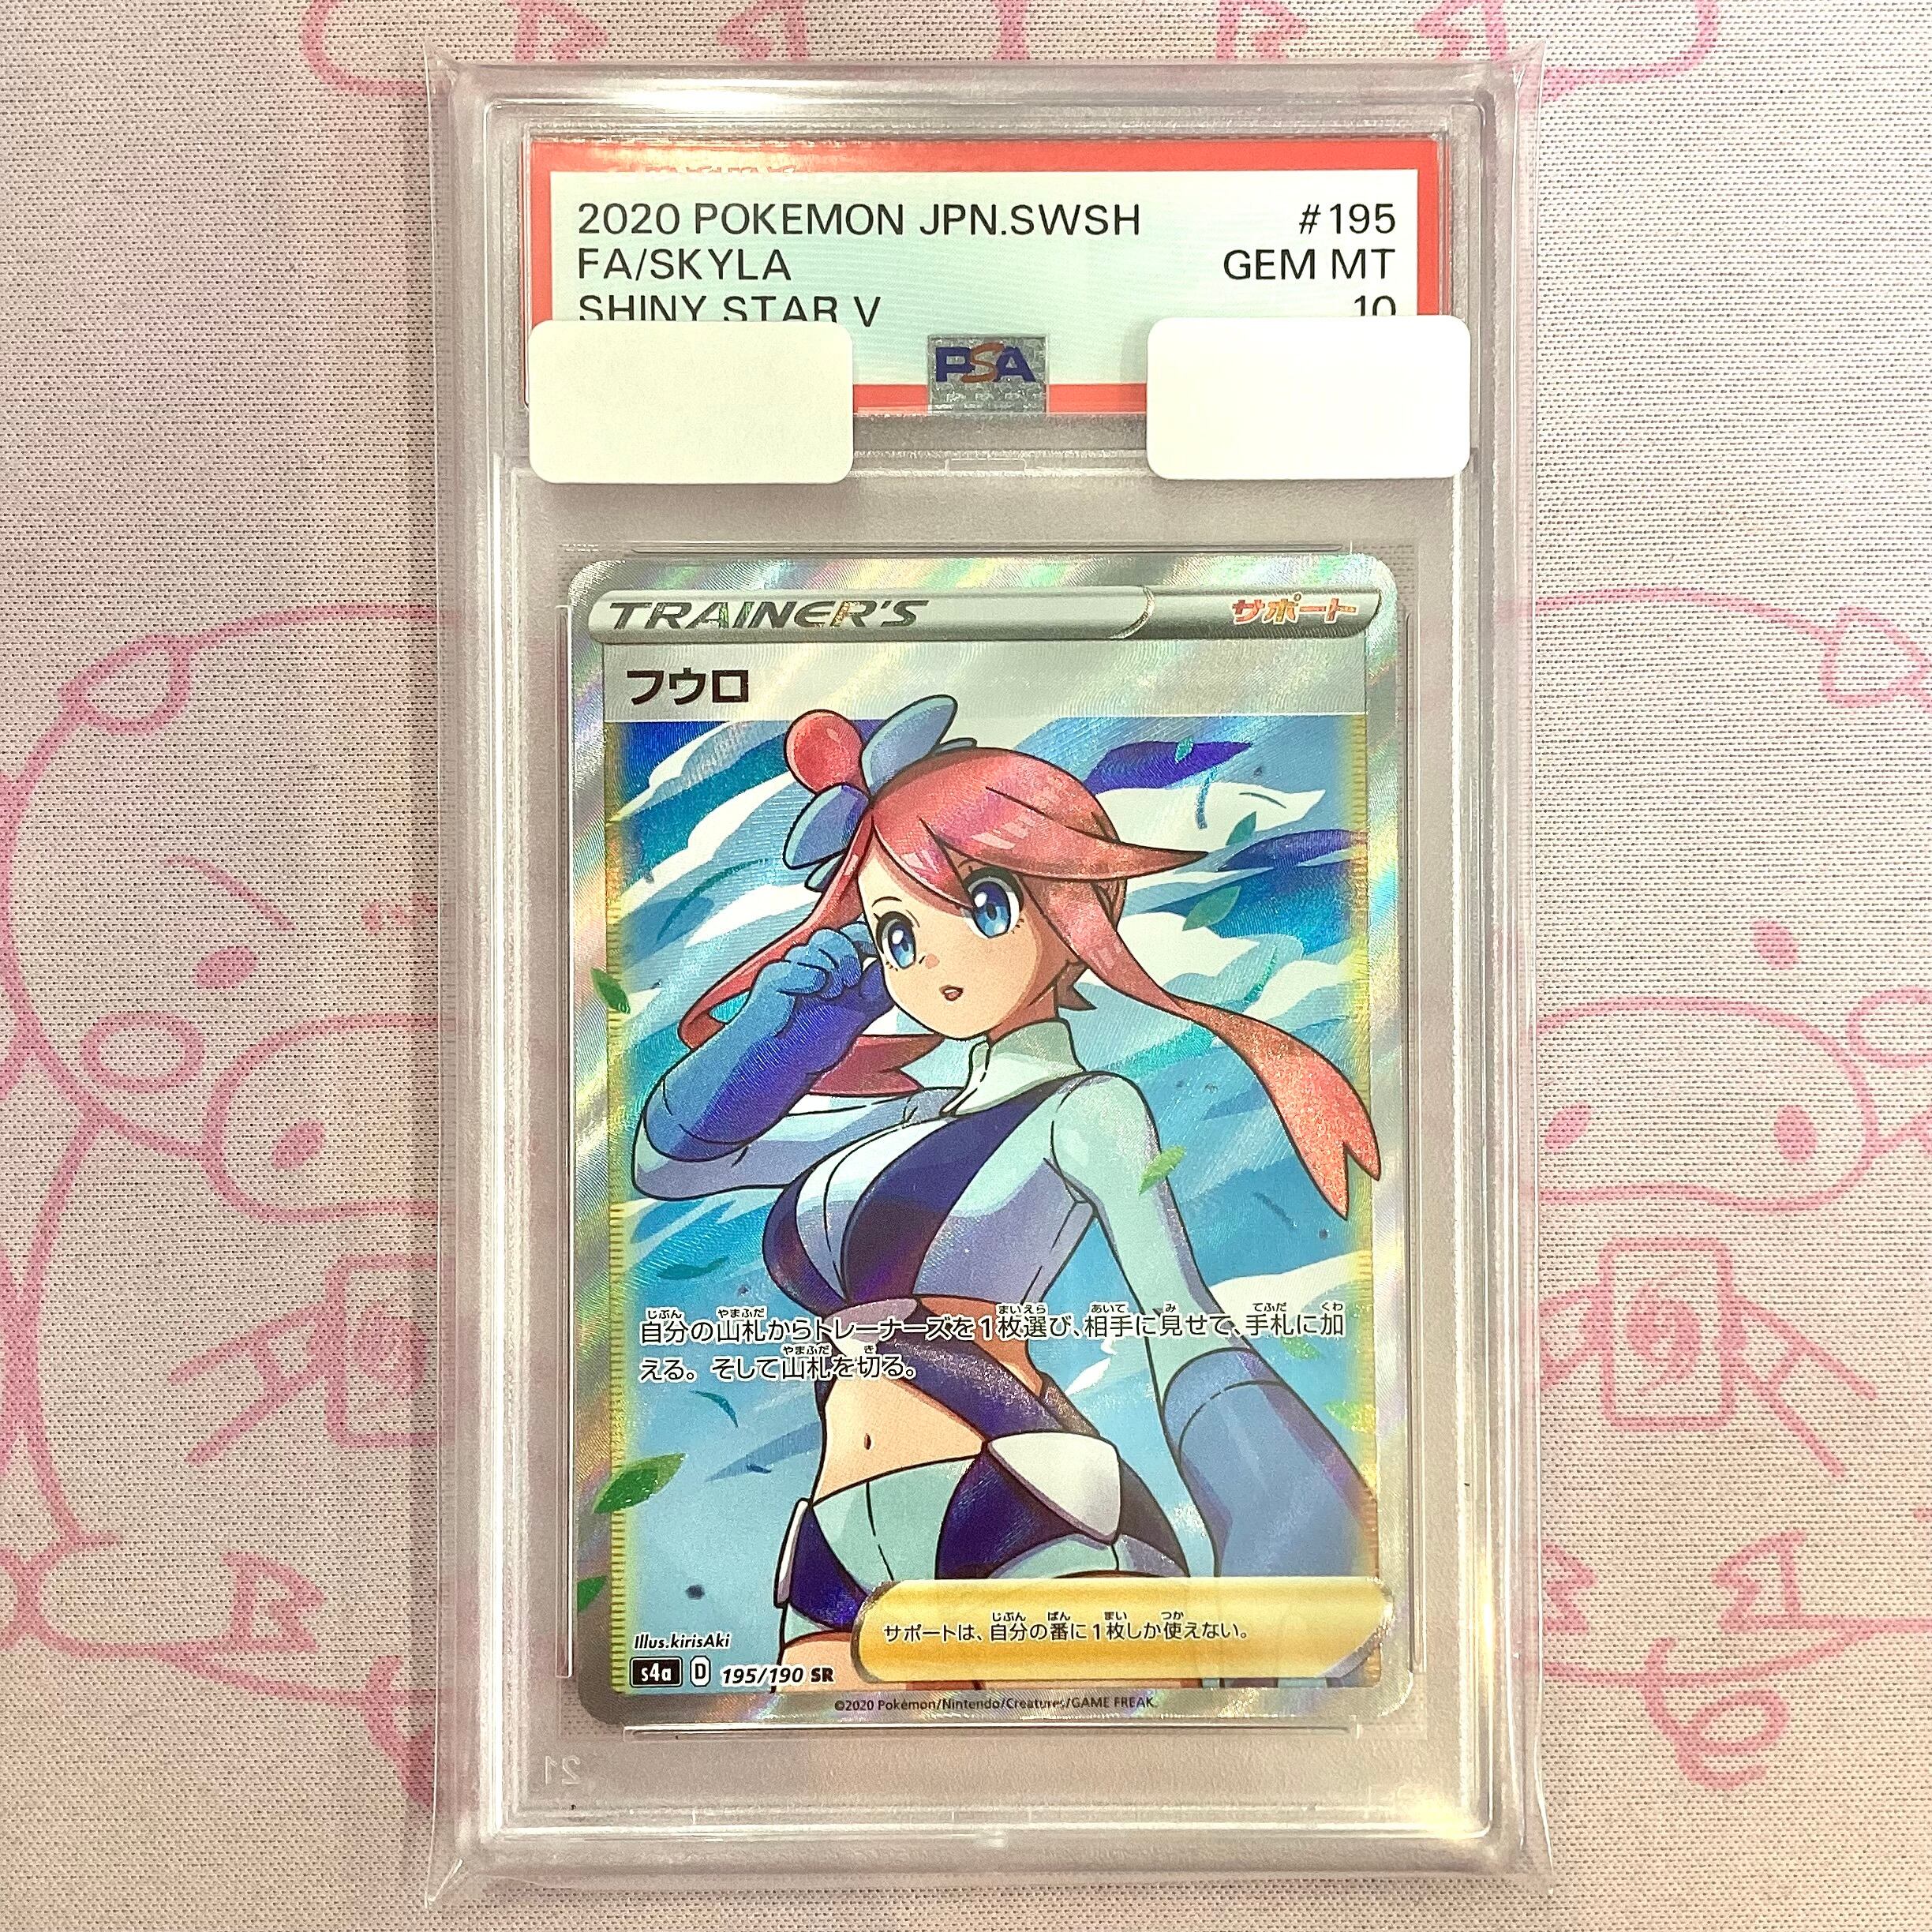 2020 POKEMON JPN.SWSH #195
FA/SKYLA GEM MT
SHINY STAR V 10
PSA
TRAINER'S サポート
フウロ
自分の山札からトレーナーズを1枚選び、相手に見せて、手札に加
える。そして山札を切る。
サポートは、自分の番に1枚しか使えない。
Illus.kirisAki
s4a D 195/190 SR
©2020 Pokémon/Nintendo/Creatures/GAME FREAK.
21